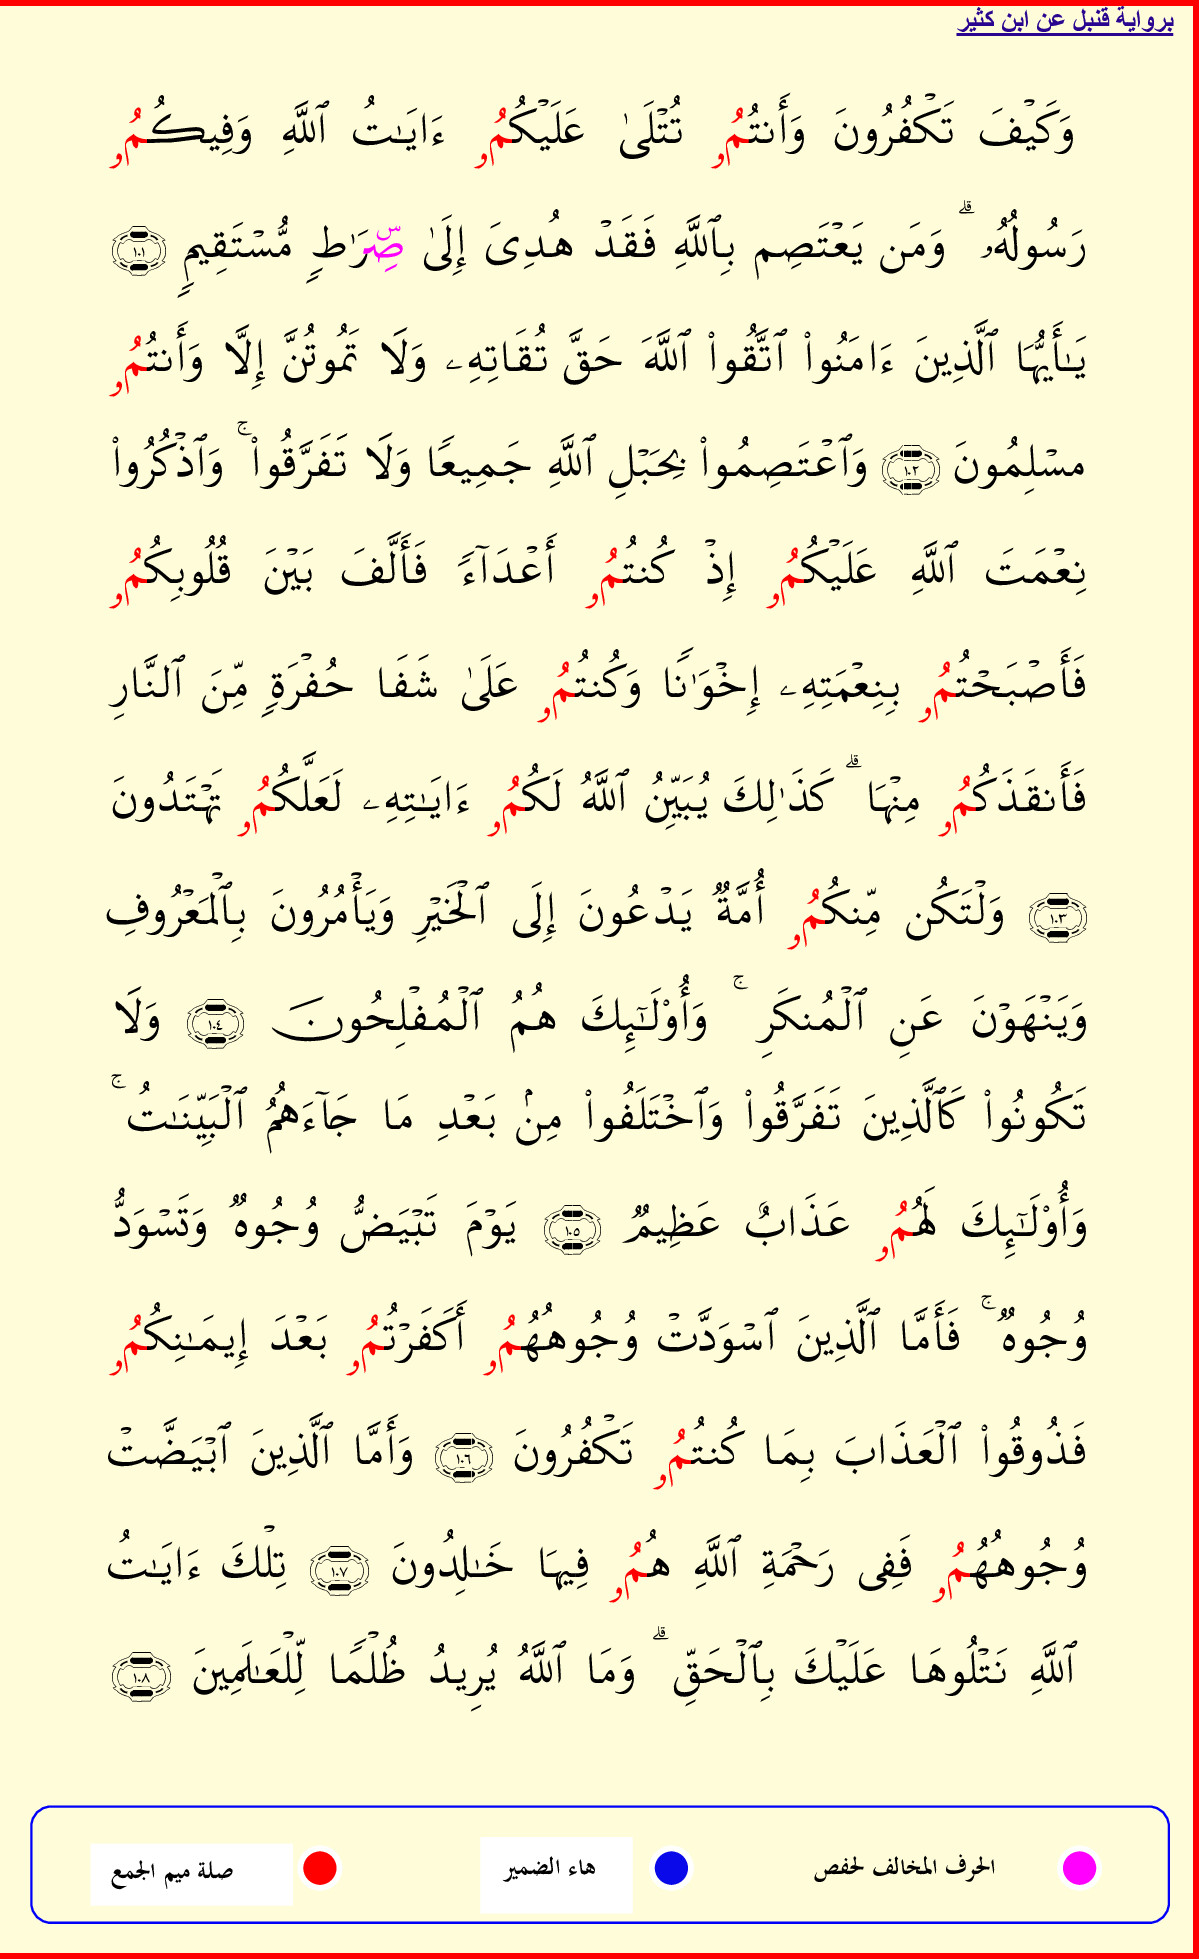 برواية قنبل عن ابن كثير
وَكَيْفَ تَكْفُرُونَ وَأَنتُمُۥ تُتْلَىٰ عَلَيْكُمُۥ ءَايَـٰتُ ٱللَّهِ وَفِيكُمُۥ
رَسُولُهُۥ ۗ وَمَن يَعْتَصِم بِٱللَّهِ فَقَدْ هُدِىَ إِلَىٰ صِّۜرَٰطٍ مُّسْتَقِيمٍ ١٠١
يَـٰأَيُّهَا ٱلَّذِينَ ءَامَنُوا۟ ٱتَّقُوا۟ ٱللَّهَ حَقَّ تُقَاتِهِۦ وَلَا تَمُوتُنَّ إِلَّا وَأَنتُمُۥ
مسْلِمُونَ ١٠٢ وَٱعْتَصِمُوا۟ بِحَبْلِ ٱللَّهِ جَمِيعًا وَلَا تَفَرَّقُوا۟ ۚ وَٱذْكُرُوا۟
نِعْمَتَ ٱللَّهِ عَلَيْكُمُۥ إِذْ كُنتُمُۥ أَعْدَآءً فَأَلَّفَ بَيْنَ قُلُوبِكُمُۥ
فَأَصْبَحْتُمُۥ بِنِعْمَتِهِۦ إِخْوَٰنًا وَكُنتُمُۥ عَلَىٰ شَفَا حُفْرَةٍ مِّنَ ٱلنَّارِ
فَأَنقَذَكُمُۥ مِنْهَا ۗ كَذَٰلِكَ يُبَيِّنُ ٱللَّهُ لَكُمُۥ ءَايَـٰتِهِۦ لَعَلَّكُمُۥ تَهْتَدُونَ
١٠٣ وَلْتَكُن مِّنكُمُۥ أُمَّةٌ يَدْعُونَ إِلَى ٱلْخَيْرِ وَيَأْمُرُونَ بِٱلْمَعْرُوفِ
وَيَنْهَوْنَ عَنِ ٱلْمُنكَرِ ۚ وَأُوْلَـٰٓئِكَ هُمُ ٱلْمُفْلِحُونَ ١٠٤ وَلَا
تَكُونُوا۟ كَٱلَّذِينَ تَفَرَّقُوا۟ وَٱخْتَلَفُوا۟ مِنۢ بَعْدِ مَا جَآءَهُمُ ٱلْبَيِّنَـٰتُ ۚ
وَأُوْلَـٰٓئِكَ لَهُمُۥ عَذَابٌ عَظِيمٌ ١٠٥ يَوْمَ تَبْيَضُّ وُجُوهٌ وَتَسْوَدُّ
وُجُوهٌ ۚ فَأَمَّا ٱلَّذِينَ ٱسْوَدَّتْ وُجُوهُهُمُۥ أَكَفَرْتُمُۥ بَعْدَ إِيمَـٰنِكُمُۥ
فَذُوقُوا۟ ٱلْعَذَابَ بِمَا كُنتُمُۥ تَكْفُرُونَ ١٠٦ وَأَمَّا ٱلَّذِينَ ٱبْيَضَّتْ
وُجُوهُهُمُۥ فَفِى رَحْمَةِ ٱللَّهِ هُمُۥ فِيهَا خَـٰلِدُونَ ١٠٧ تِلْكَ ءَايَـٰتُ
ٱللَّهِ نَتْلُوهَا عَلَيْكَ بِٱلْحَقِّ ۗ وَمَا ٱللَّهُ يُرِيدُ ظُلْمًا لِّلْعَـٰلَمِينَ ١٠٨
الحرف المخالف لحفص هاء الضمير صلة ميم الجمع